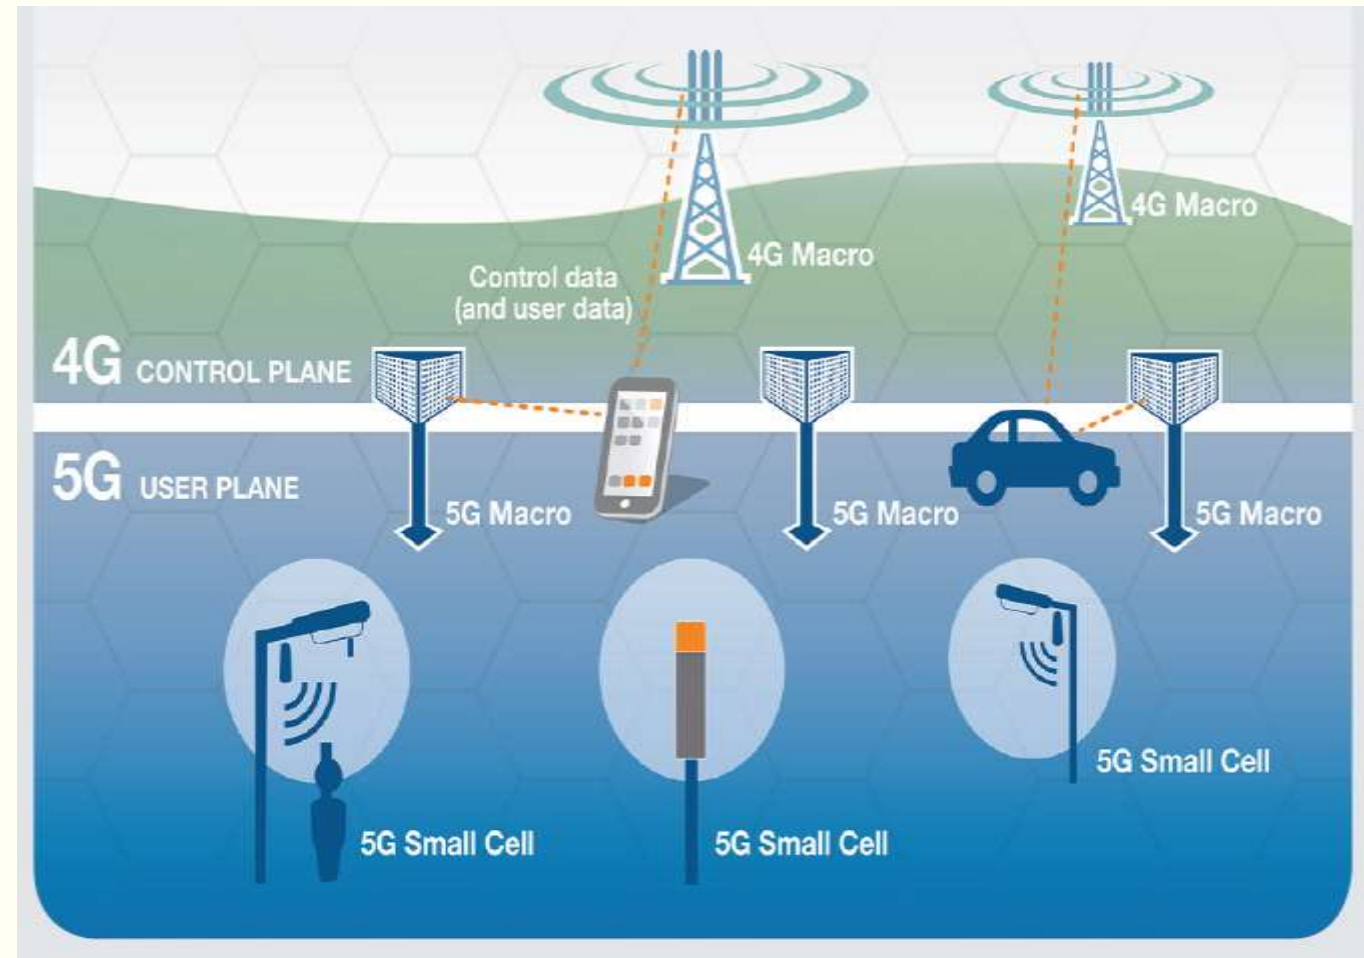 4G Macro
4G Macro
Control data
(and user data)
4G CONTROL PLANE
5G USER PLANE
5G Macro
5G Macro
5G Macro
5G Small Cell
5G Small Cell
5G Small Cell